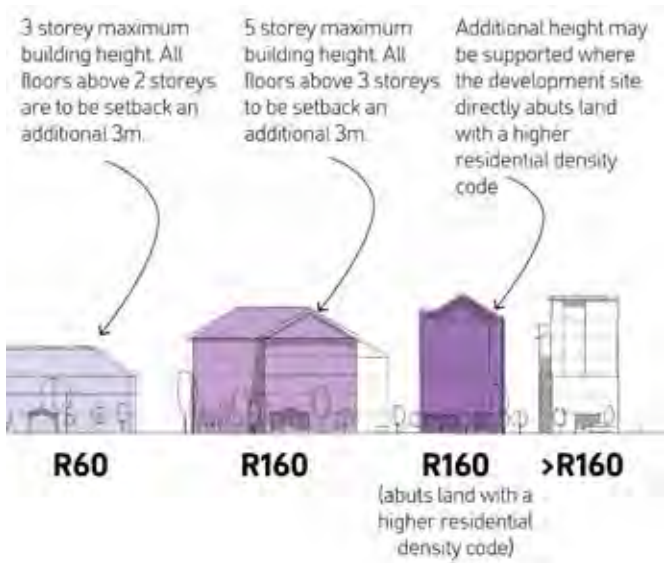 3 storey maximum
building height. All
floors above 2 storeys
are to be setback an
additional 3m.
5 storey maximum
building height. All
floors above 3 storeys
to be setback an
additional 3m.
Additional height may
be supported where
the development site
directly abuts land
with a higher
residential density
code
R60
R160
R160
(abuts land with a
higher residential
density code)
>R160